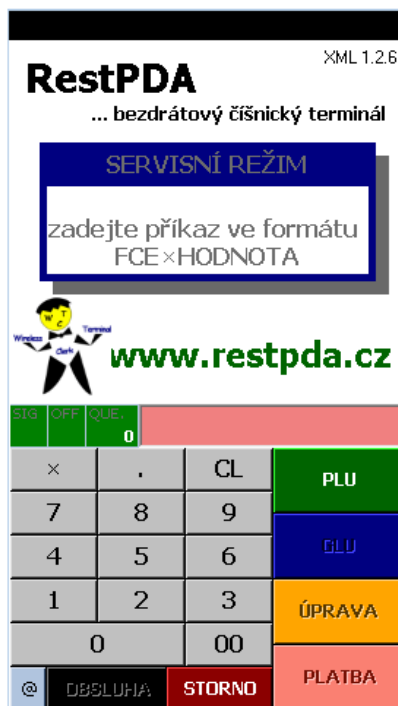 XML 1.2.6
RestPDA
... bezdrátový číšnický terminál
SERVISNÍ REŽIM
zadejte příkaz ve formátu
FCE×HODNOTA
W T
C
Wireless Terminal
Clerk
www.restpda.cz
SIG OFF QUE.
0
× . CL PLU
7 8 9
4 5 6 GLU
1 2 3 ÚPRAVA
0 00
@ OBSLUHA STORNO PLATBA